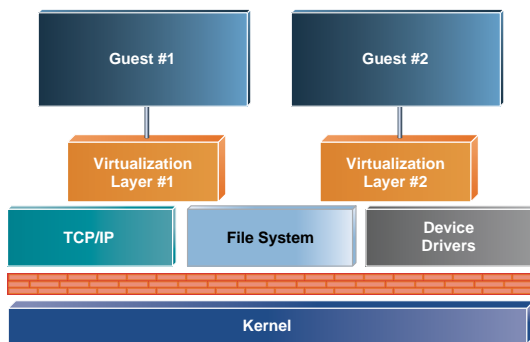 Guest #1
Guest #2
Virtualization
Layer #1
Virtualization
Layer #2
TCP/IP
File System
Device
Drivers
Kernel